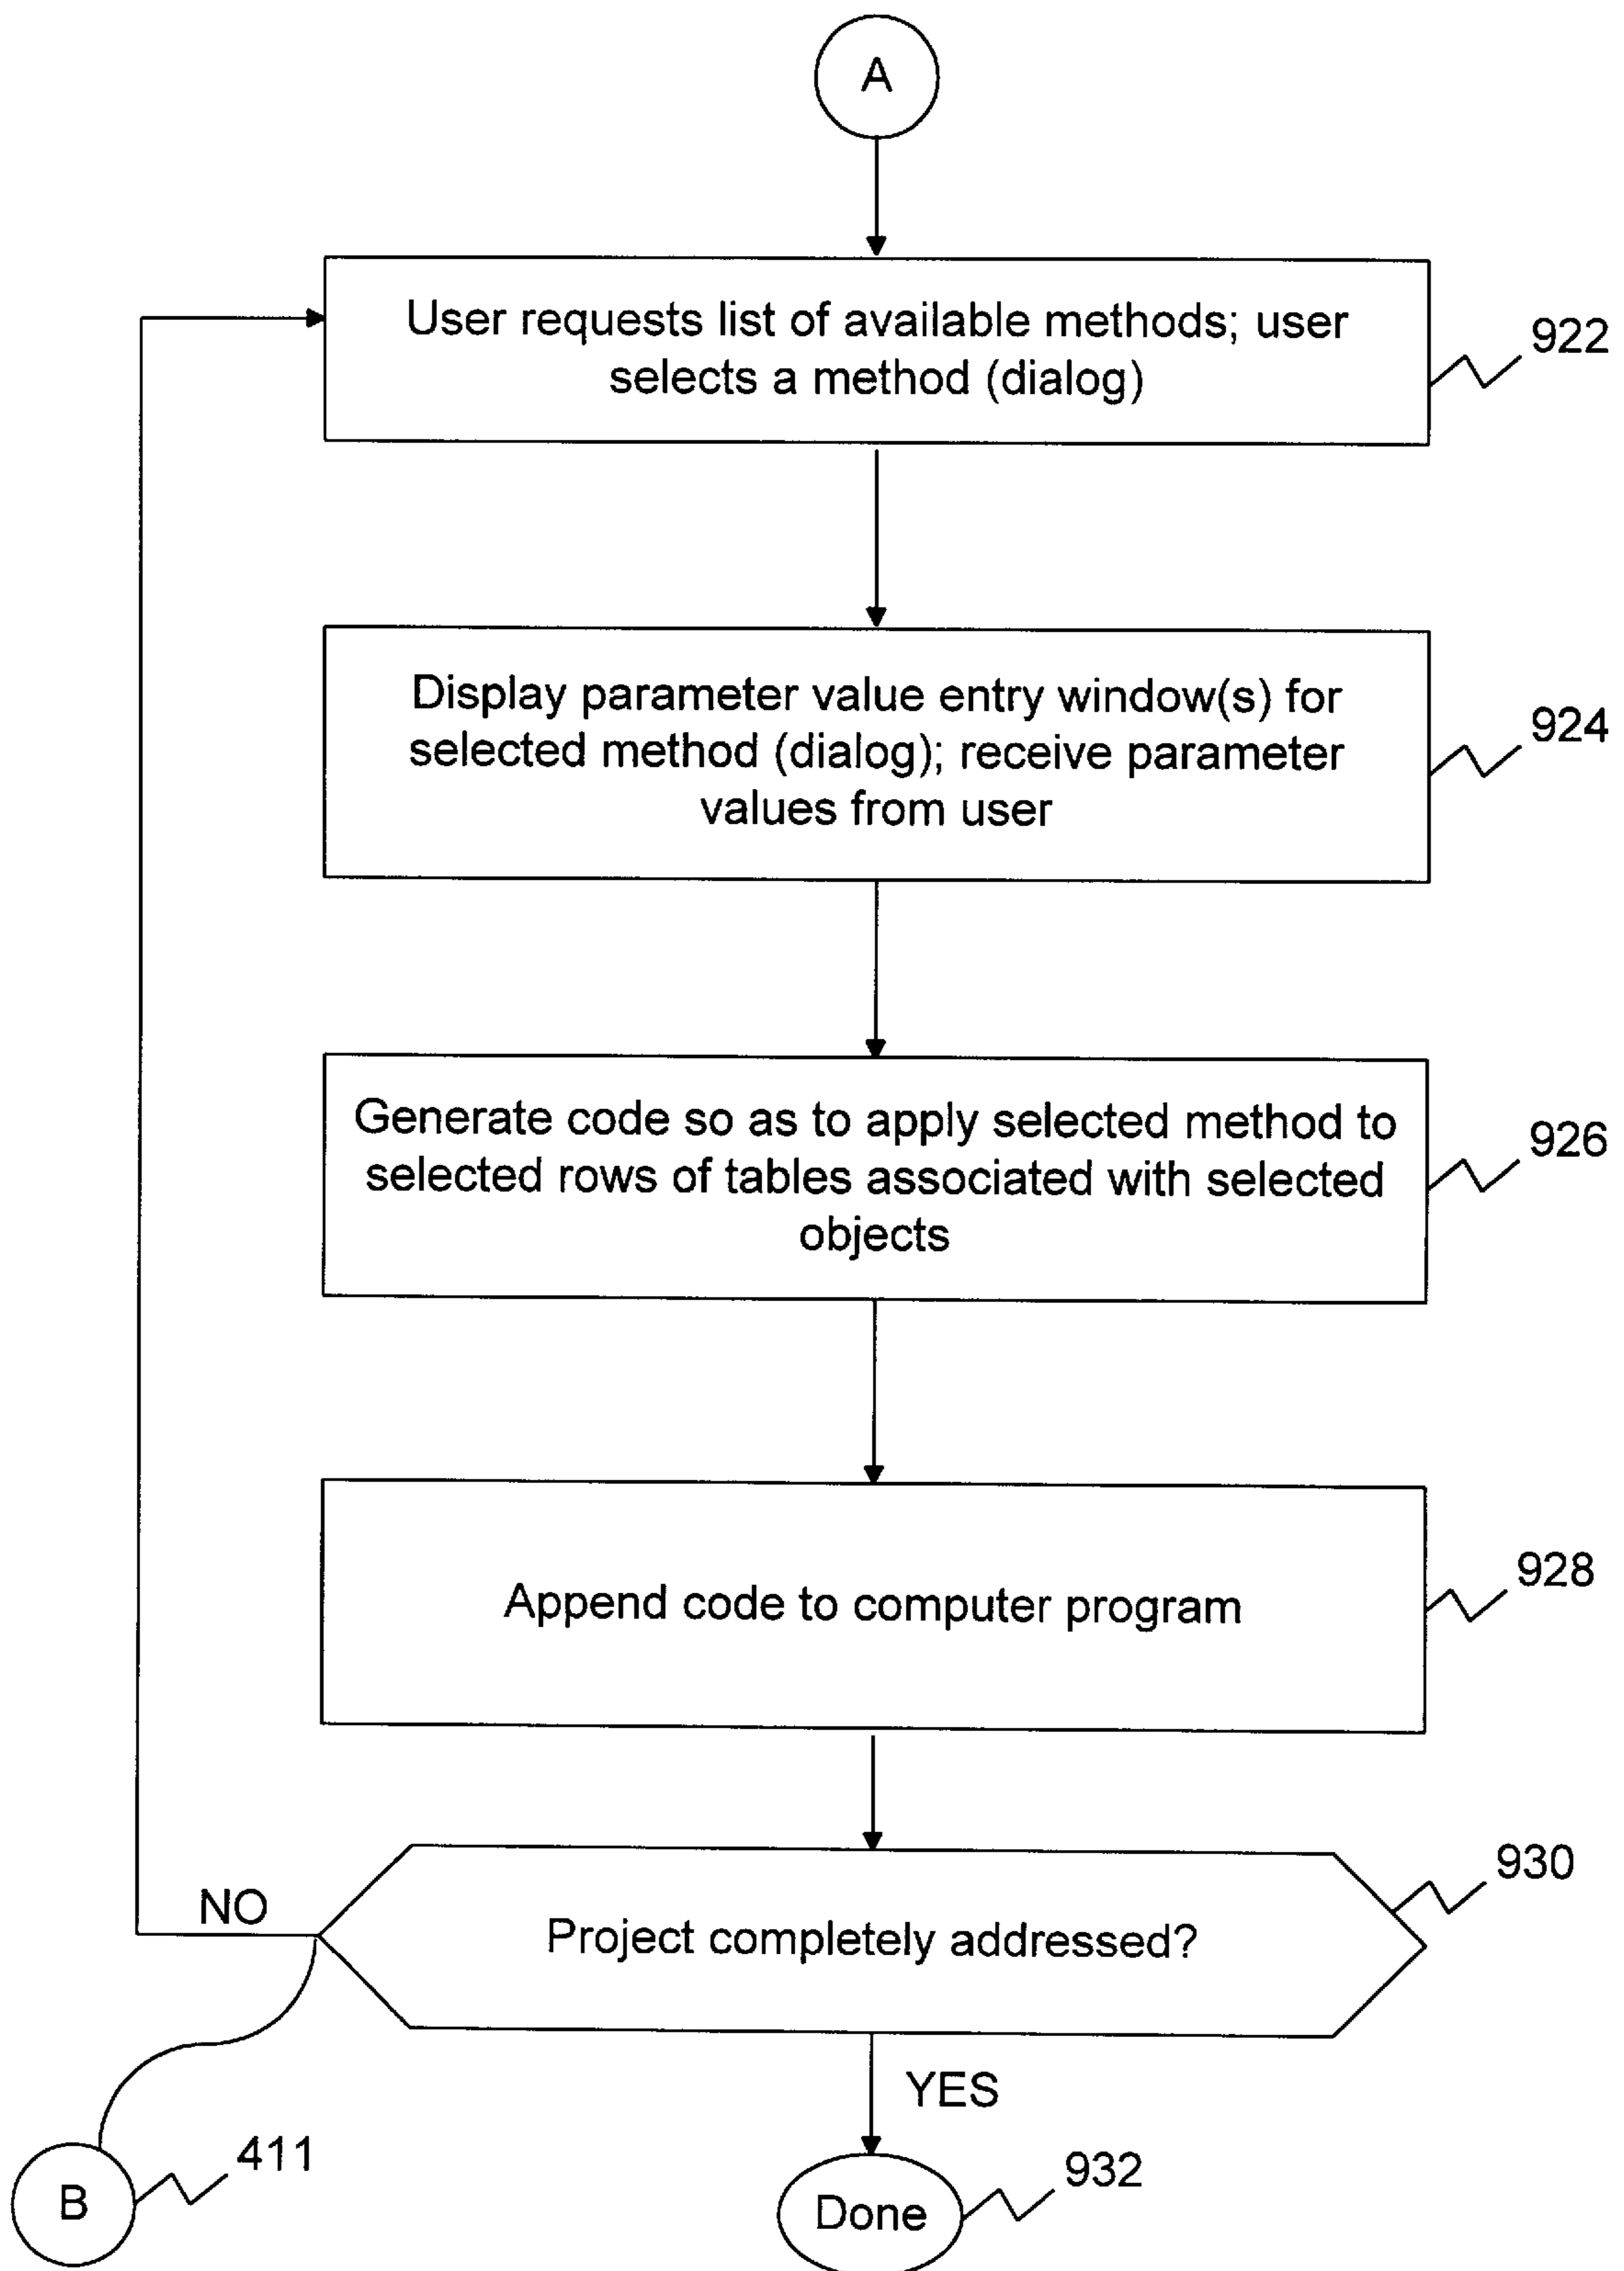 A
User requests list of available methods; user
selects a method (dialog)
922
Display parameter value entry window(s) for
selected method (dialog); receive parameter
values from user
924
Generate code so as to apply selected method to
selected rows of tables associated with selected
objects
926
Append code to computer program
928
Project completely addressed?
930
NO
YES
B
411
Done
932